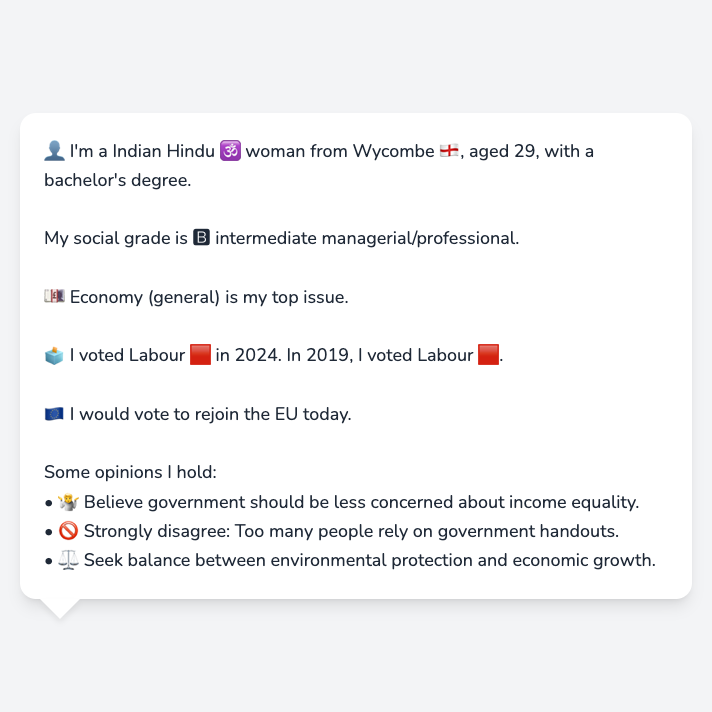 👤 I'm a Indian Hindu 🕉️ woman from Wycombe 🏴󠁧󠁢󠁥󠁮󠁧󠁿, aged 29, with a
bachelor's degree.
My social grade is 🅱 intermediate managerial/professional.
💷 Economy (general) is my top issue.
🗳️ I voted Labour 🟥 in 2024. In 2019, I voted Labour 🟥.
🇪🇺 I would vote to rejoin the EU today.
Some opinions I hold:
• 🤷 Believe government should be less concerned about income equality.
• 🚫 Strongly disagree: Too many people rely on government handouts.
• ⚖️ Seek balance between environmental protection and economic growth.